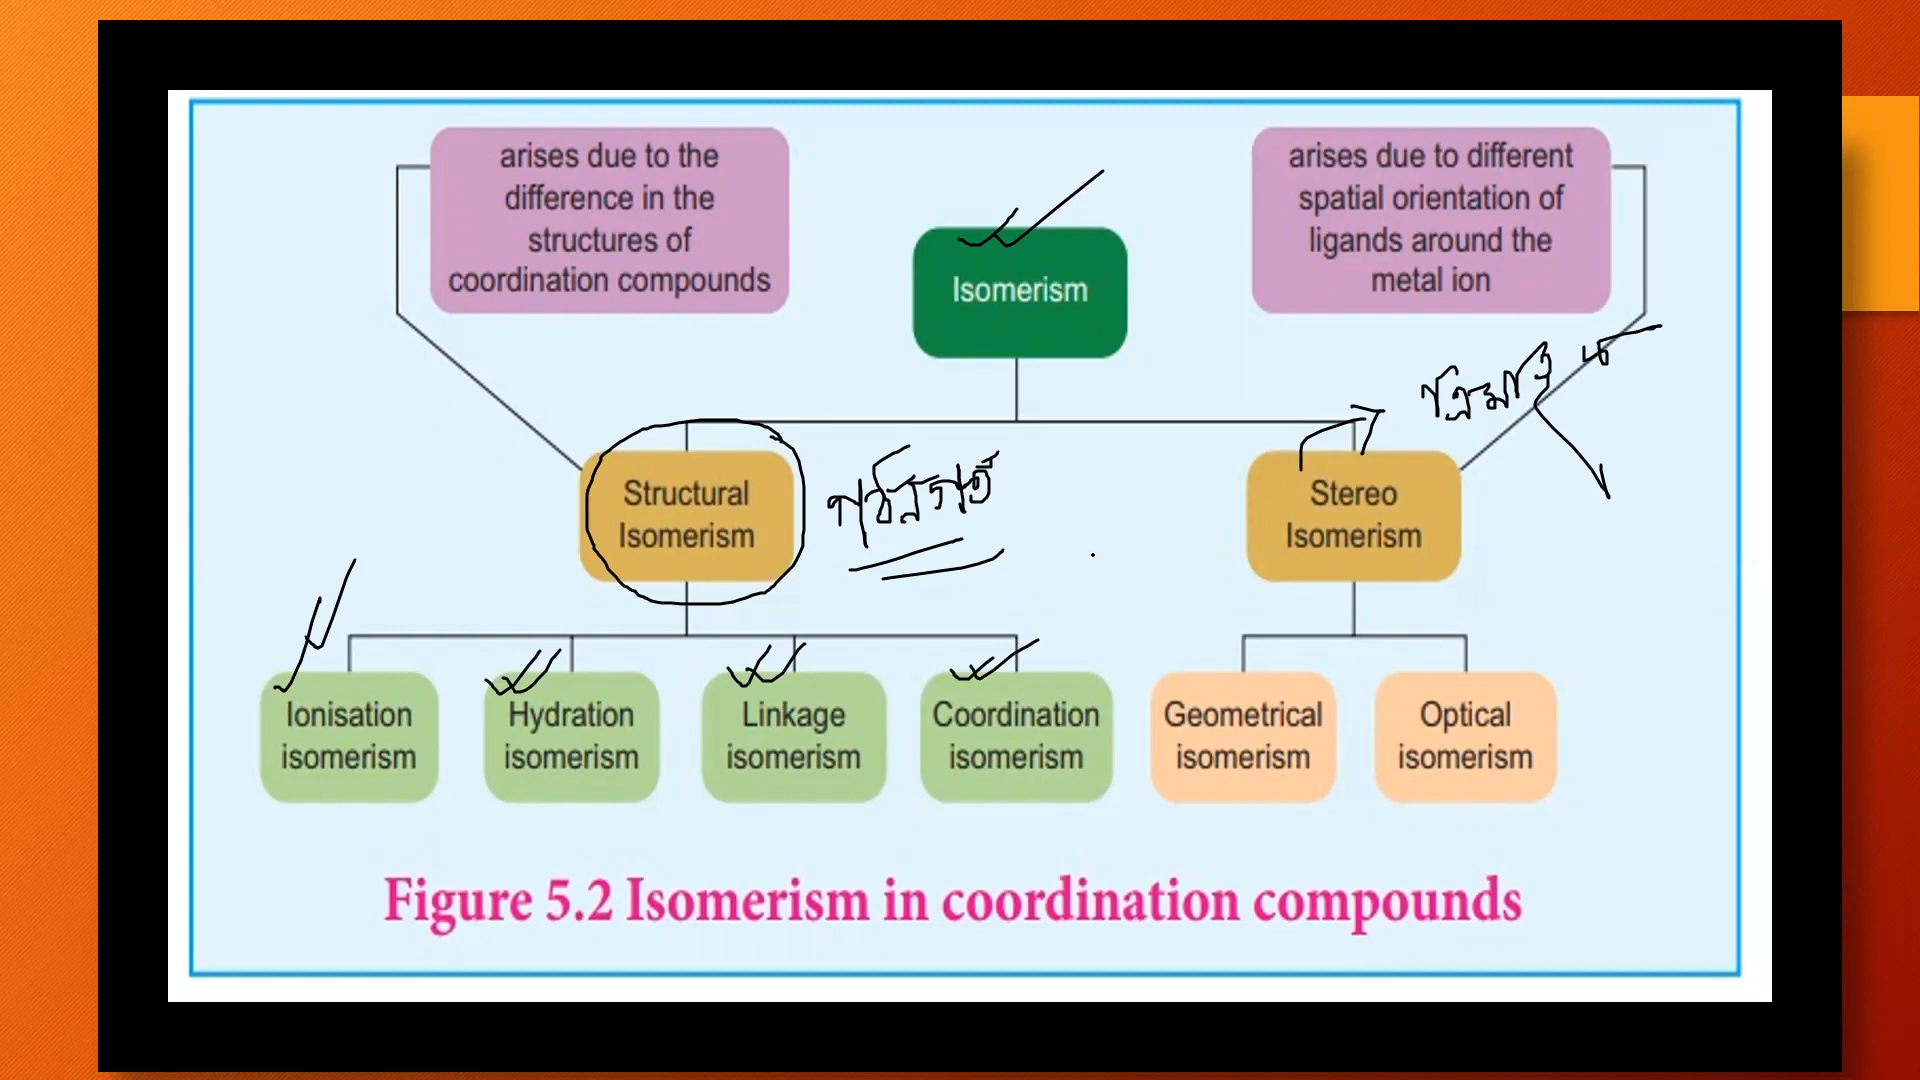 arises due to the
difference in the
structures of
coordination compounds
arises due to different
spatial orientation of
ligands around the
metal ion
Isomerism
Structural
Isomerism
Stereo
Isomerism
Ionisation
isomerism
Hydration
isomerism
Linkage
isomerism
Coordination
isomerism
Geometrical
isomerism
Optical
isomerism
Figure 5.2 Isomerism in coordination compounds